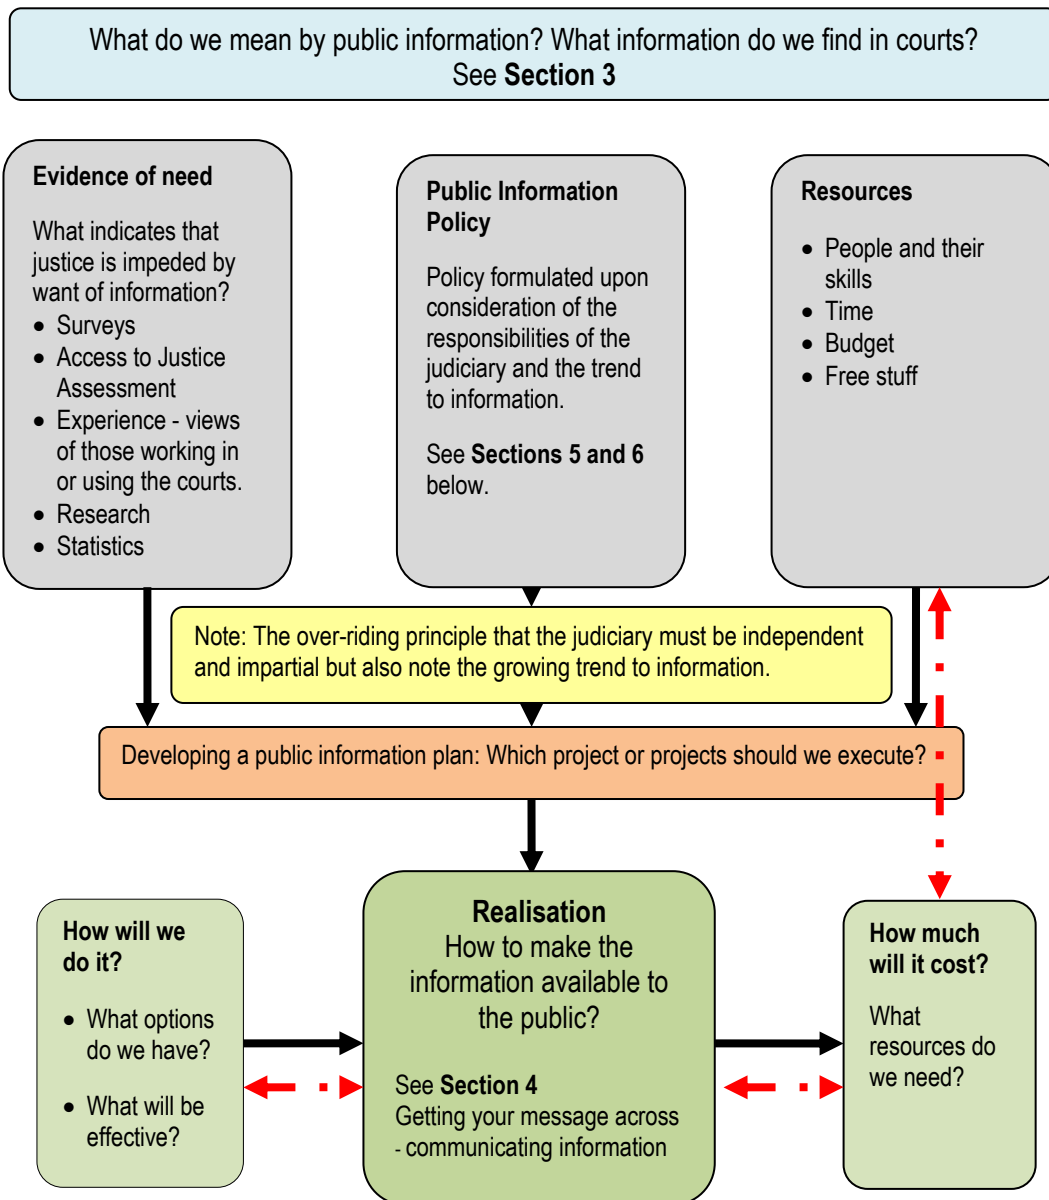 What do we mean by public information? What information do we find in courts?
See Section 3
Evidence of need
What indicates that
justice is impeded by
want of information?
• Surveys
• Access to Justice
Assessment
• Experience - views
of those working in
or using the courts.
• Research
• Statistics
Public Information
Policy
Policy formulated upon
consideration of the
responsibilities of the
judiciary and the trend
to information.
See Sections 5 and 6
below.
Resources
• People and their
skills
• Time
• Budget
• Free stuff
Note: The over-riding principle that the judiciary must be independent
and impartial but also note the growing trend to information.
Developing a public information plan: Which project or projects should we execute?
How will we
do it?
• What options
do we have?
• What will be
effective?
Realisation
How to make the
information available to
the public?
See Section 4
Getting your message across
- communicating information
How much
will it cost?
What
resources do
we need?